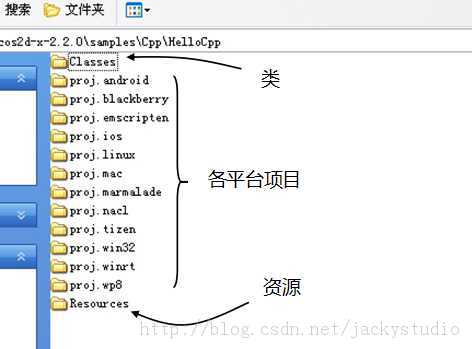 搜索 文件夹
cos2d-x-2.2.0\samples\Cpp\HelloCpp
Classes
类
proj.android
proj.blackberry
proj.emscripten
proj.ios
proj.linux
proj.mac
proj.marmalade
proj.nacl
proj.tizen
proj.win32
proj.winrt
proj.wp8
各平台项目
Resources
资源
http://blog.csdn.net/jackystudio